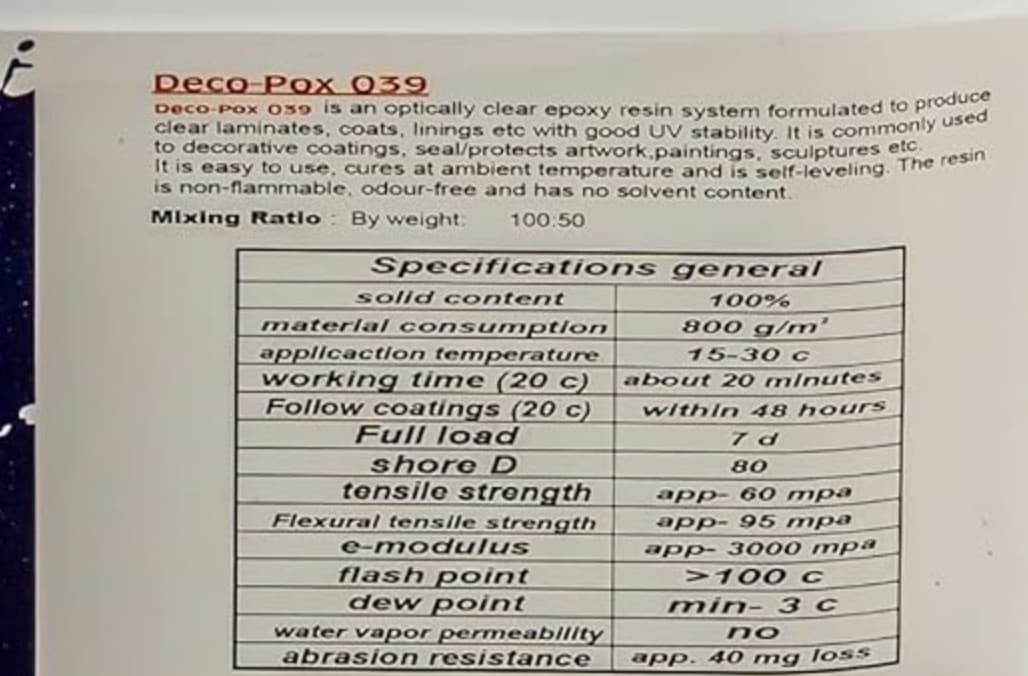 Deco-Pox 039
Deco-Pox 039 is an optically clear epoxy resin system formulated to produce
clear laminates, coats, linings etc with good UV stability. It is commonly used
to decorative coatings, seal/protects artwork,paintings, sculptures etc.
It is easy to use, cures at ambient temperature and is self-leveling. The resin
is non-flammable, odour-free and has no solvent content.
Mixing Ratio : By weight: 100:50
Specifications general
solid content 100%
material consumption 800 g/m²
applicaction temperature 15-30 c
working time (20 c) about 20 minutes
Follow coatings (20 c) within 48 hours
Full load 7 d
shore D 80
tensile strength app- 60 mpa
Flexural tensile strength app- 95 mpa
e-modulus app- 3000 mpa
flash point >100 c
dew point min- 3 c
water vapor permeability no
abrasion resistance app. 40 mg loss